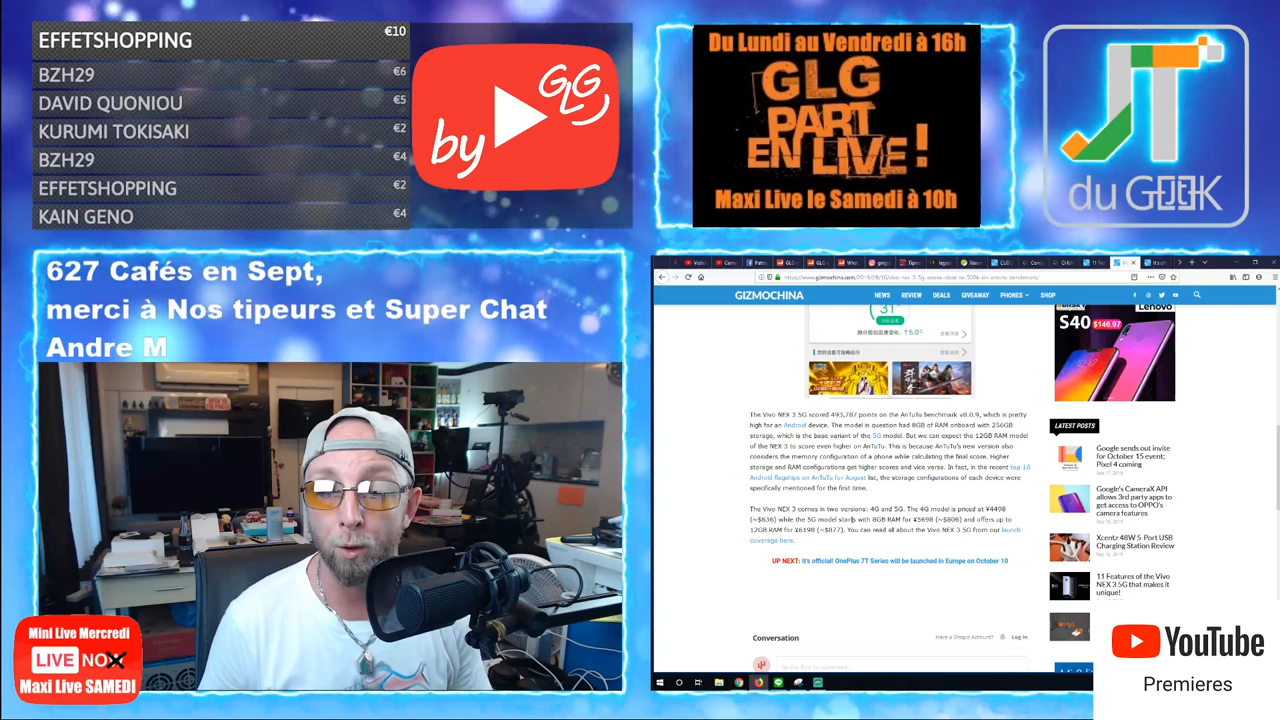 EFFETSHOPPING €10
BZH29 €6
DAVID QUONIOU €5
KURUMI TOKISAKI €2
BZH29 €4
EFFETSHOPPING €2
KAIN GENO €4
by GLG
Du Lundi au Vendredi à 16h
GLG
PART
EN LIVE !
Maxi Live le Samedi à 10h
JT
du GEEK
627 Cafés en Sept,
merci à Nos tipeurs et Super Chat
Andre M
GIZMOCHINA
NEWS REVIEW DEALS GIVEAWAY PHONES SHOP
31
15.0%
S40 $146.97
Lenovo
The Vivo NEX 3 5G scored 493,787 points on the AnTuTu benchmark v8.0.9, which is pretty
high for an Android device. The model in question had 8GB of RAM onboard with 256GB
storage, which is the base variant of the 5G model. But we can expect the 12GB RAM model
of the NEX 3 to score even higher on AnTuTu. This is because AnTuTu's new version also
considers the memory configuration of a phone while calculating the final score. Higher
storage and RAM configurations get higher scores and vice versa. In fact, in the recent top 10
Android flagships on AnTuTu for August list, the storage configurations of each device were
specifically mentioned for the first time.
The Vivo NEX 3 comes in two versions: 4G and 5G. The 4G model is priced at ¥4498
(~$636) while the 5G model starts with 8GB RAM for ¥5698 (~$806) and offers up to
12GB RAM for ¥6198 (~$877). You can read all about the Vivo NEX 3 5G from our launch
coverage here.
UP NEXT: It's official! OnePlus 7T Series will be launched in Europe on October 10
Conversation
Have a Disqus Account? Log In
Be the first to comment...
LATEST POSTS
Google sends out invite
for October 15 event;
Pixel 4 coming
Google's CameraX API
allows 3rd party apps to
get access to OPPO's
camera features
Xcentz 48W 5-Port USB
Charging Station Review
11 Features of the Vivo
NEX 3 5G that makes it
unique!
Mini Live Mercredi
LIVE NOW
Maxi Live SAMEDI
YouTube
Premieres